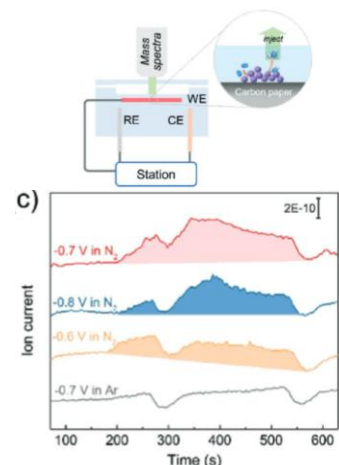 Mass spectra
inject
Carbon paper
WE
RE CE
Station
c)
2E-10
-0.7 V in N2
-0.8 V in N2
-0.6 V in N2
-0.7 V in Ar
Ion current
100 200 300 400 500 600
Time (s)